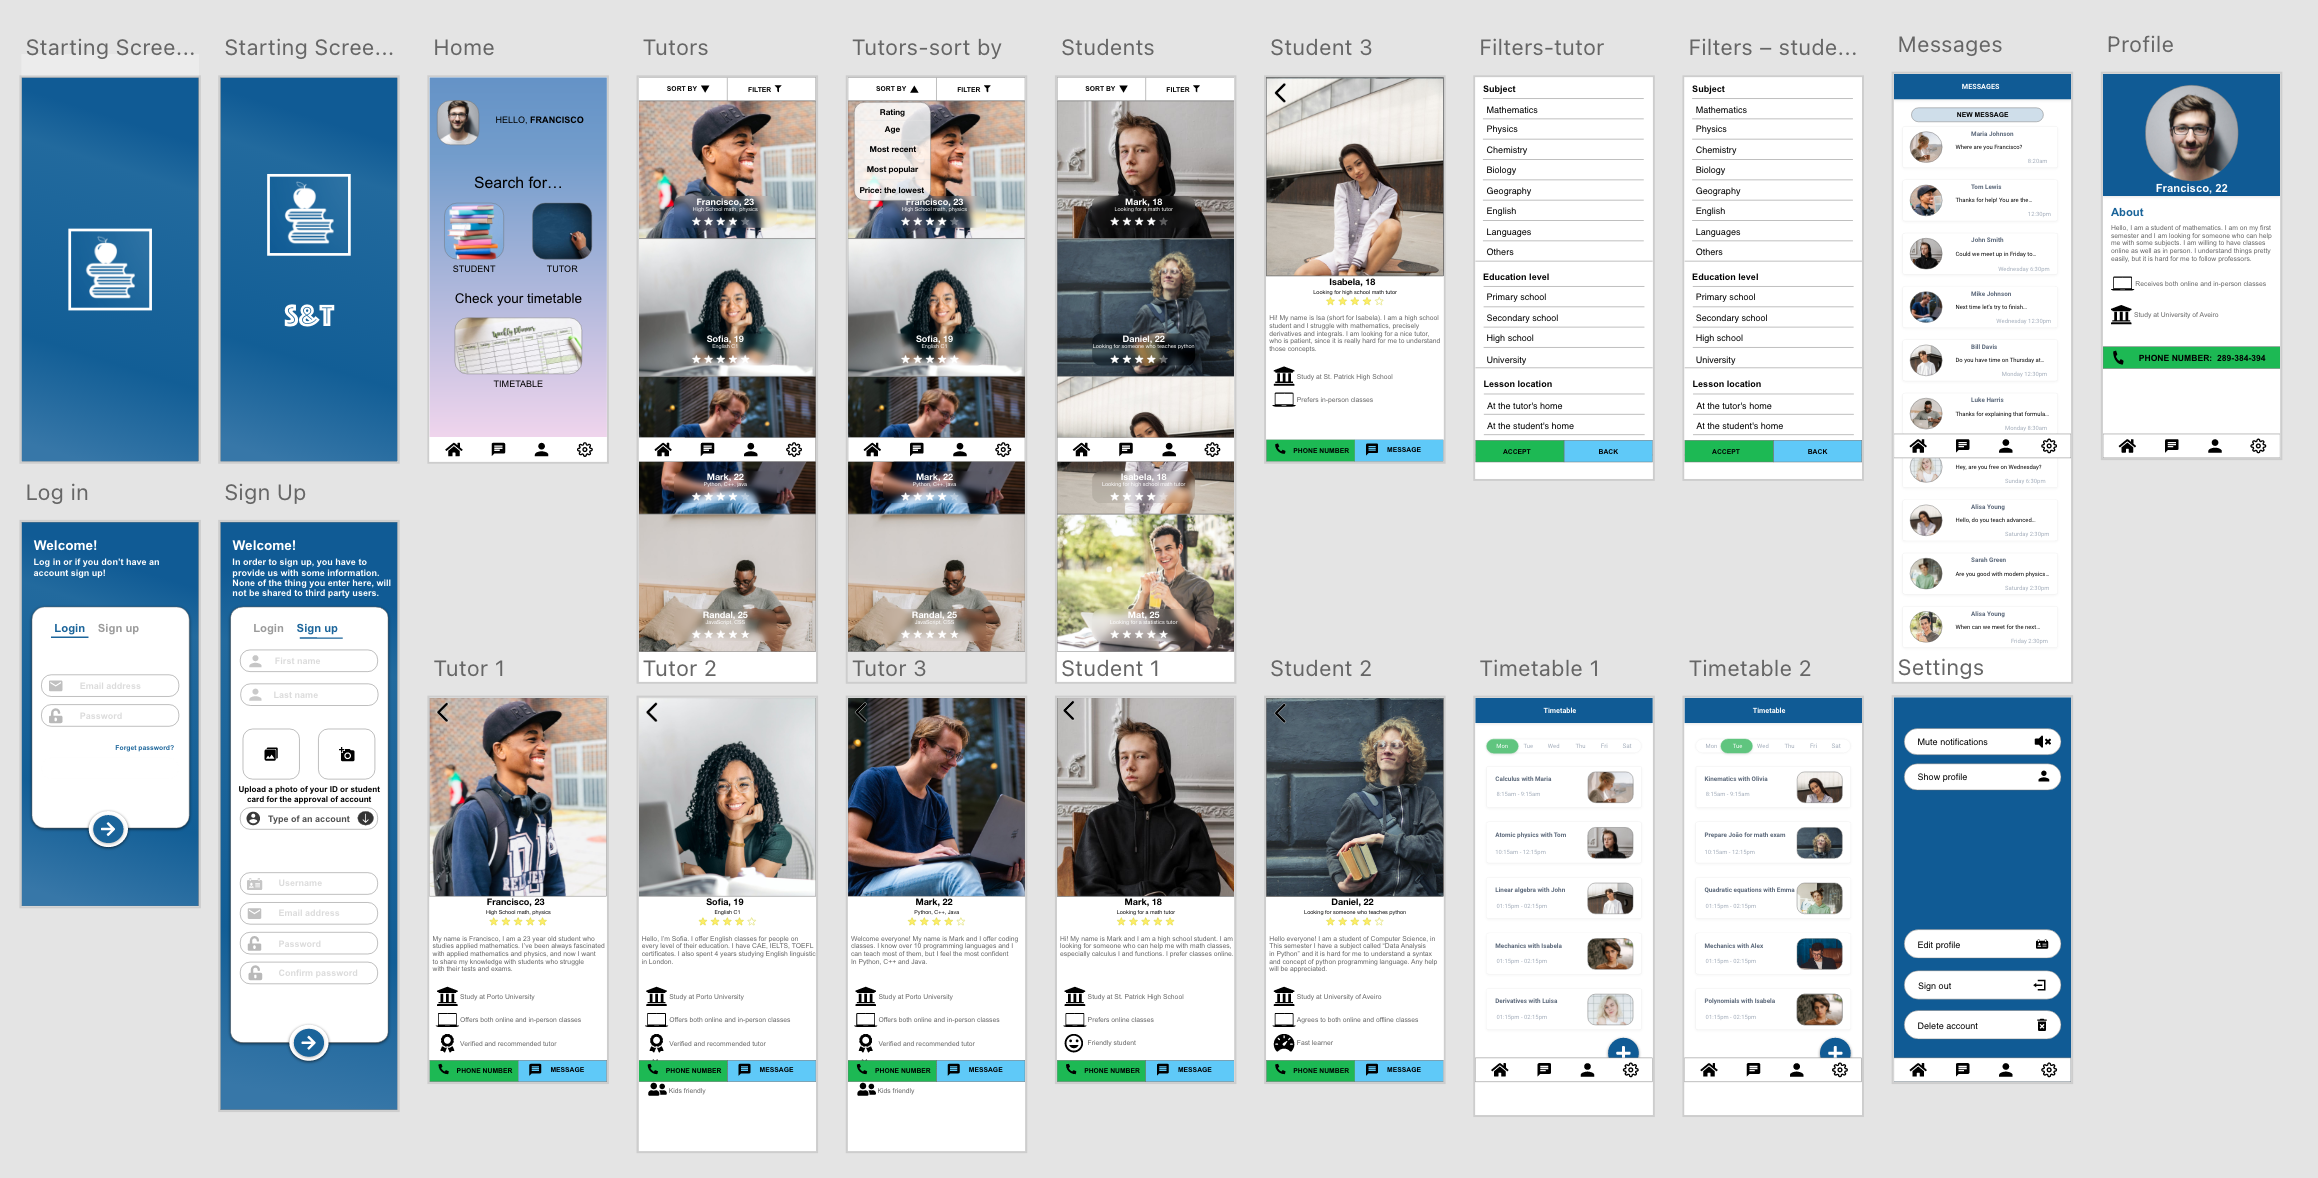 Starting Scree...
Starting Scree...
S&T
Home
HELLO, FRANCISCO
Search for...
STUDENT
TUTOR
Check your timetable
Weekly Planner
TIMETABLE
Tutors
SORT BY
FILTER
Francisco, 23
High School math, physics
Sofia, 19
English C1
Mark, 22
Python, C++, java
Randal, 25
JavaScript, CSS
Tutors-sort by
SORT BY
FILTER
Rating
Age
Most recent
Most popular
Price: the lowest
Francisco, 23
High School math, physics
Sofia, 19
English C1
Mark, 22
Python, C++, java
Randal, 25
JavaScript, CSS
Students
SORT BY
FILTER
Mark, 18
Looking for a math tutor
Daniel, 22
Looking for someone who teaches python
Isabela, 18
Looking for high school math tutor
Mat, 25
Looking for a statistics tutor
Student 3
Isabela, 18
Looking for high school math tutor
Hi! My name is Isa (short for Isabela). I am a high school
student and I struggle with mathematics, precisely
derivatives and integrals. I am looking for a nice tutor,
who is patient, since it is really hard for me to understand
those concepts.
Study at St. Patrick High School
Prefers in-person classes
PHONE NUMBER
MESSAGE
Filters-tutor
Subject
Mathematics
Physics
Chemistry
Biology
Geography
English
Languages
Others
Education level
Primary school
Secondary school
High school
University
Lesson location
At the tutor's home
At the student's home
ACCEPT
BACK
Filters – stude...
Subject
Mathematics
Physics
Chemistry
Biology
Geography
English
Languages
Others
Education level
Primary school
Secondary school
High school
University
Lesson location
At the tutor's home
At the student's home
ACCEPT
BACK
Messages
MESSAGES
NEW MESSAGE
Maria Johnson
Where are you Francisco?
8:20am
Tom Lewis
Thanks for help! You are the...
12:30pm
John Smith
Could we meet up in Friday to...
Wednesday 6:30pm
Mike Johnson
Next time let's try to finish...
Wednesday 12:30pm
Bill Davis
Do you have time on Thursday at...
Monday 12:30pm
Luke Harris
Thanks for explaining that formula...
Monday 8:30am
Hey, are you free on Wednesday?
Sunday 6:30pm
Alisa Young
Hello, do you teach advanced...
Saturday 2:30pm
Sarah Green
Are you good with modern physics...
Saturday 2:30pm
Alisa Young
When can we meet for the next...
Friday 2:30pm
Profile
Francisco, 22
About
Hello, I am a student of mathematics. I am on my first
semester and I am looking for someone who can help
me with some subjects. I am willing to have classes
online as well as in person. I understand things pretty
easily, but it is hard for me to follow professors.
Receives both online and in-person classes
Study at University of Aveiro
PHONE NUMBER: 289-384-394
Log in
Welcome!
Log in or if you don't have an
account sign up!
Login
Sign up
Email address
Password
Forget password?
Sign Up
Welcome!
In order to sign up, you have to
provide us with some information.
None of the thing you enter here, will
not be shared to third party users.
Login
Sign up
First name
Last name
Upload a photo of your ID or student
card for the approval of account
Type of an account
Username
Email address
Password
Confirm password
Tutor 1
Francisco, 23
High School math, physics
My name is Francisco, I am a 23 year old student who
studies applied mathematics. I've been always fascinated
with applied mathematics and physics, and now I want
to share my knowledge with students who struggle
with their tests and exams.
Study at Porto University
Offers both online and in-person classes
Verified and recommended tutor
PHONE NUMBER
MESSAGE
Tutor 2
Sofia, 19
English C1
Hello, I'm Sofia. I offer English classes for people on
every level of their education. I have CAE, IELTS, TOEFL
certificates. I also spent 4 years studying English linguistic
in London.
Study at Porto University
Offers both online and in-person classes
Verified and recommended tutor
PHONE NUMBER
MESSAGE
Kids friendly
Tutor 3
Mark, 22
Python, C++, Java
Welcome everyone! My name is Mark and I offer coding
classes. I know over 10 programming languages and I
can teach most of them, but I feel the most confident
in Python, C++ and Java.
Study at Porto University
Offers both online and in-person classes
Verified and recommended tutor
PHONE NUMBER
MESSAGE
Kids friendly
Student 1
Mark, 18
Looking for a math tutor
Hi! My name is Mark and I am a high school student. I am
looking for someone who can help me with math classes,
especially calculus and functions. I prefer classes online.
Study at St. Patrick High School
Prefers online classes
Friendly student
PHONE NUMBER
MESSAGE
Student 2
Daniel, 22
Looking for someone who teaches python
Hello everyone! I am a student of Computer Science, in
This semester I have a subject called "Data Analysis
in Python" and it is hard for me to understand a syntax
and concept of python programming language. Any help
will be appreciated.
Study at University of Aveiro
Agrees to both online and offline classes
Fast learner
PHONE NUMBER
MESSAGE
Timetable 1
Timetable
Mon Tue Wed Thu Fri Sat
Calculus with Maria
8:15am - 9:15am
Atomic physics with Tom
10:15am - 12:15pm
Linear algebra with John
01:15pm - 02:15pm
Mechanics with Isabela
01:15pm - 02:15pm
Derivatives with Luisa
01:15pm - 02:15pm
Timetable 2
Timetable
Mon Tue Wed Thu Fri Sat
Kinematics with Olivia
8:15am - 9:15am
Prepare João for math exam
10:15am - 12:15pm
Quadratic equations with Emma
01:15pm - 02:15pm
Mechanics with Alex
01:15pm - 02:15pm
Polynomials with Isabela
01:15pm - 02:15pm
Settings
Mute notifications
Show profile
Edit profile
Sign out
Delete account